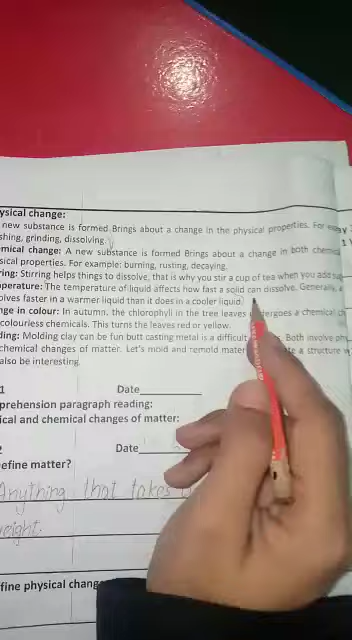 ysical change:
new substance is formed Brings about a change in the physical properties. For
shing, grinding, dissolving.
emical change: A new substance is formed Brings about a change in both chem
sical properties. For example: burning, rusting, decaying.
ring: Stirring helps things to dissolve, that is why you stir a cup of tea when you add
perature: The temperature of liquid affects how fast a solid can dissolve. Generally, a
olves faster in a warmer liquid than it does in a cooler liquid.
nge in colour: In autumn, the chlorophyll in the tree leaves undergoes a chemical ch
colourless chemicals. This turns the leaves red or yellow.
ding: Molding clay can be fun butt casting metal is a difficult Both involve phy
chemical changes of matter. Let's mold and remold mater te a structure
also be interesting.
1 Date
prehension paragraph reading:
ical and chemical changes of matter:
2 Date
efine matter?
Anything that takes
weight.
fine physical chang